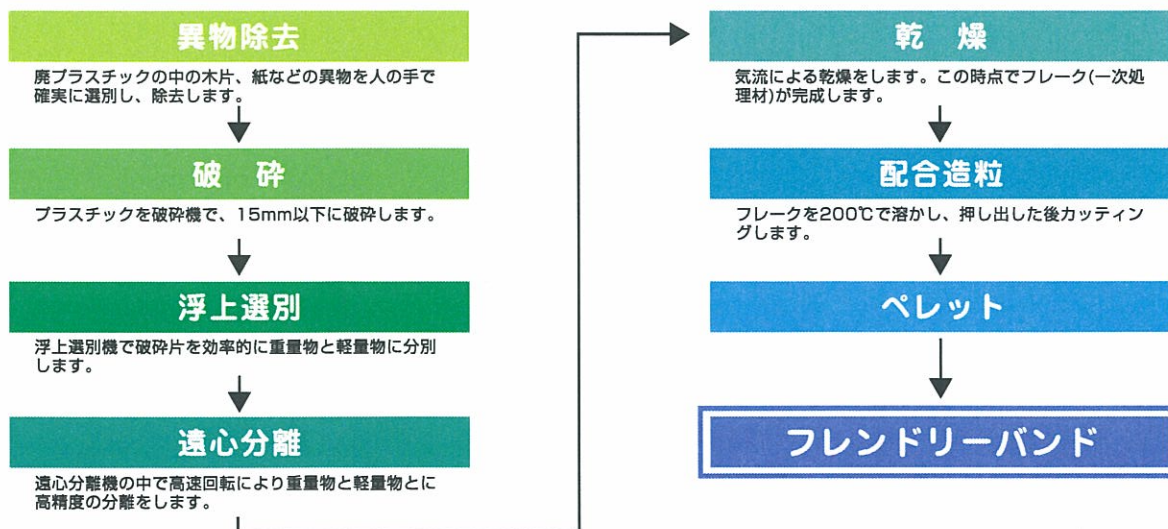 異物除去
廃プラスチックの中の木片、紙などの異物を人の手で
確実に選別し、除去します。
破　砕
プラスチックを破砕機で、15mm以下に破砕します。
浮上選別
浮上選別機で破砕片を効率的に重量物と軽量物に分別
します。
遠心分離
遠心分離機の中で高速回転により重量物と軽量物とに
高精度の分離をします。
乾　燥
気流による乾燥をします。この時点でフレーク(一次処
理材)が完成します。
配合造粒
フレークを200℃で溶かし、押し出した後カッティン
グします。
ペレット
フレンドリーバンド